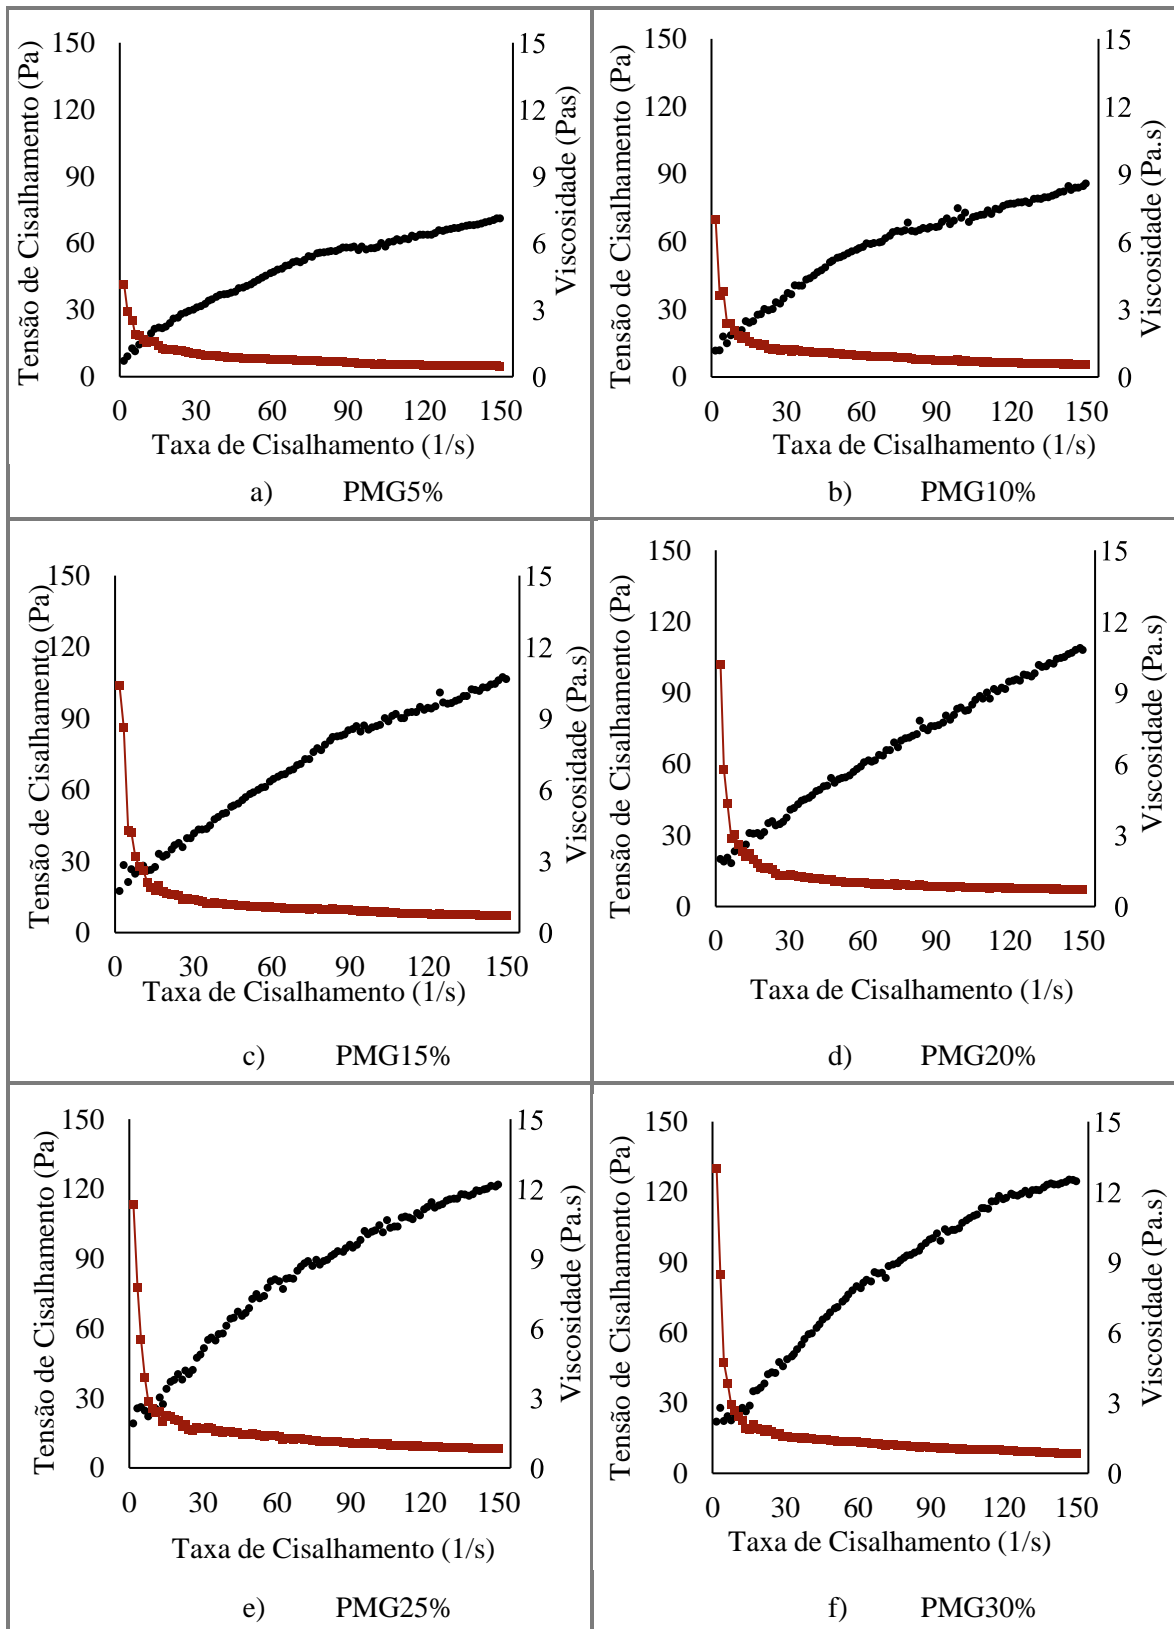 Tensão de Cisalhamento (Pa)
150
120
90
60
30
0
15
12
9
6
3
0
Viscosidade (Pas)
0 30 60 90 120 150
Taxa de Cisalhamento (1/s)
a) PMG5%
Tensão de Cisalhamento (Pa)
150
120
90
60
30
0
15
12
9
6
3
0
Viscosidade (Pa.s)
0 30 60 90 120 150
Taxa de Cisalhamento (1/s)
b) PMG10%
Tensão de Cisalhamento (Pa)
150
120
90
60
30
0
15
12
9
6
3
0
Viscosidade (Pa.s)
0 30 60 90 120 150
Taxa de Cisalhamento (1/s)
c) PMG15%
Tensão de Cisalhamento (Pa)
150
120
90
60
30
0
15
12
9
6
3
0
Viscosidade (Pa.s)
0 30 60 90 120 150
Taxa de Cisalhamento (1/s)
d) PMG20%
Tensão de Cisalhamento (Pa)
150
120
90
60
30
0
15
12
9
6
3
0
Viscosidade (Pa.s)
0 30 60 90 120 150
Taxa de Cisalhamento (1/s)
e) PMG25%
Tensão de Cisalhamento (Pa)
150
120
90
60
30
0
15
12
9
6
3
0
Viscosidade (Pa.s)
0 30 60 90 120 150
Taxa de Cisalhamento (1/s)
f) PMG30%